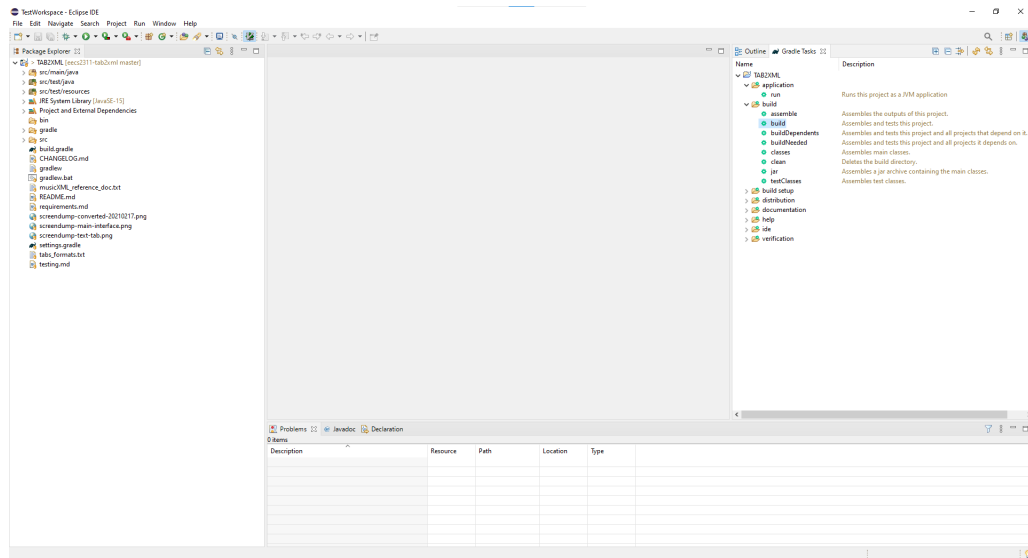 TestWorkspace - Eclipse IDE
File Edit Navigate Search Project Run Window Help
Package Explorer
> TAB2XML [eecs2311-tab2xml master]
src/main/java
src/test/java
src/test/resources
JRE System Library [JavaSE-15]
Project and External Dependencies
bin
gradle
src
build.gradle
CHANGELOG.md
gradlew
gradlew.bat
musicXML_reference_doc.txt
README.md
requirements.md
screendump-converted-20210217.png
screendump-main-interface.png
screendump-text-tab.png
settings.gradle
tabs_formats.txt
testing.md
Outline Gradle Tasks
Name Description
TAB2XML
application
run Runs this project as a JVM application
build
assemble Assembles the outputs of this project.
build Assembles and tests this project.
buildDependents Assembles and tests this project and all projects that depend on it.
buildNeeded Assembles and tests this project and all projects it depends on.
classes Assembles main classes.
clean Deletes the build directory.
jar Assembles a jar archive containing the main classes.
testClasses Assembles test classes.
build setup
distribution
documentation
help
ide
verification
Problems Javadoc Declaration
0 items
Description Resource Path Location Type